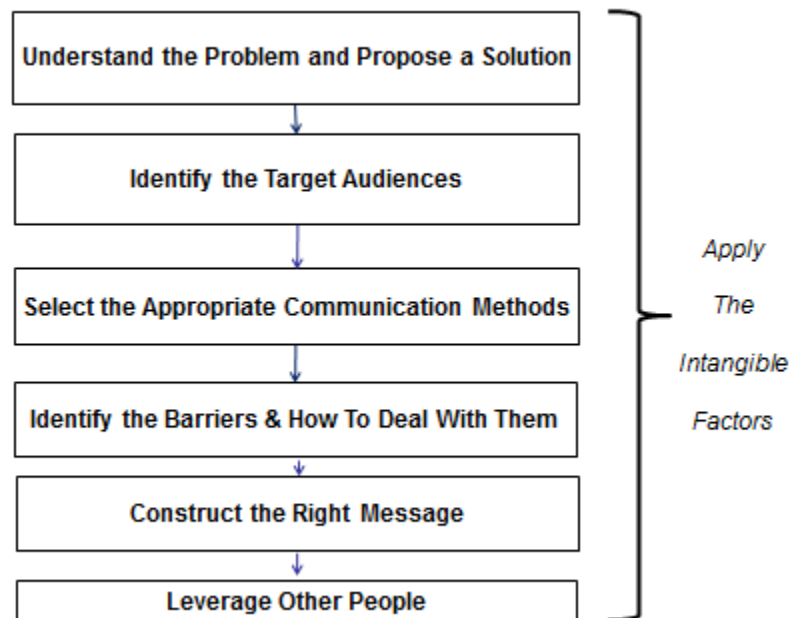 Understand the Problem and Propose a Solution
Identify the Target Audiences
Select the Appropriate Communication Methods
Identify the Barriers & How To Deal With Them
Construct the Right Message
Leverage Other People
Apply
The
Intangible
Factors